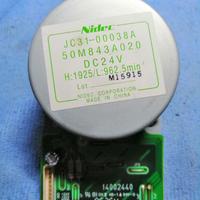 Nidec
JC31-00038A
50M843A020
DC24V
H:1925/L:962.5min⁻¹
Lot M15915
NIDEC CORPORATION
MADE IN CHINA
14002440